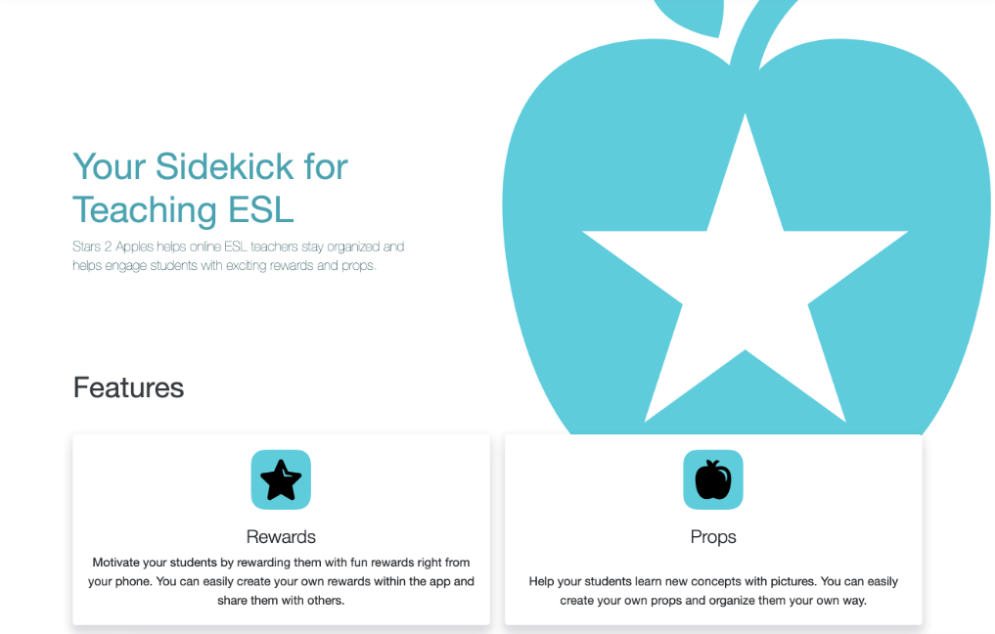 Your Sidekick for
Teaching ESL
Stars 2 Apples helps online ESL teachers stay organized and
helps engage students with exciting rewards and props.
Features
Rewards
Motivate your students by rewarding them with fun rewards right from
your phone. You can easily create your own rewards within the app and
share them with others.
Props
Help your students learn new concepts with pictures. You can easily
create your own props and organize them your own way.